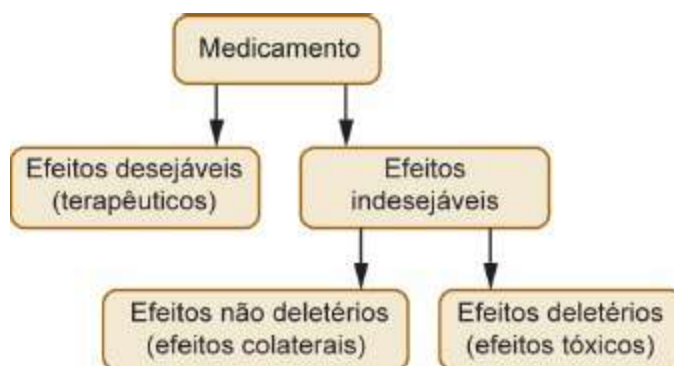 Medicamento
Efeitos desejáveis
(terapêuticos)
Efeitos
indesejáveis
Efeitos não deletérios
(efeitos colaterais)
Efeitos deletérios
(efeitos tóxicos)